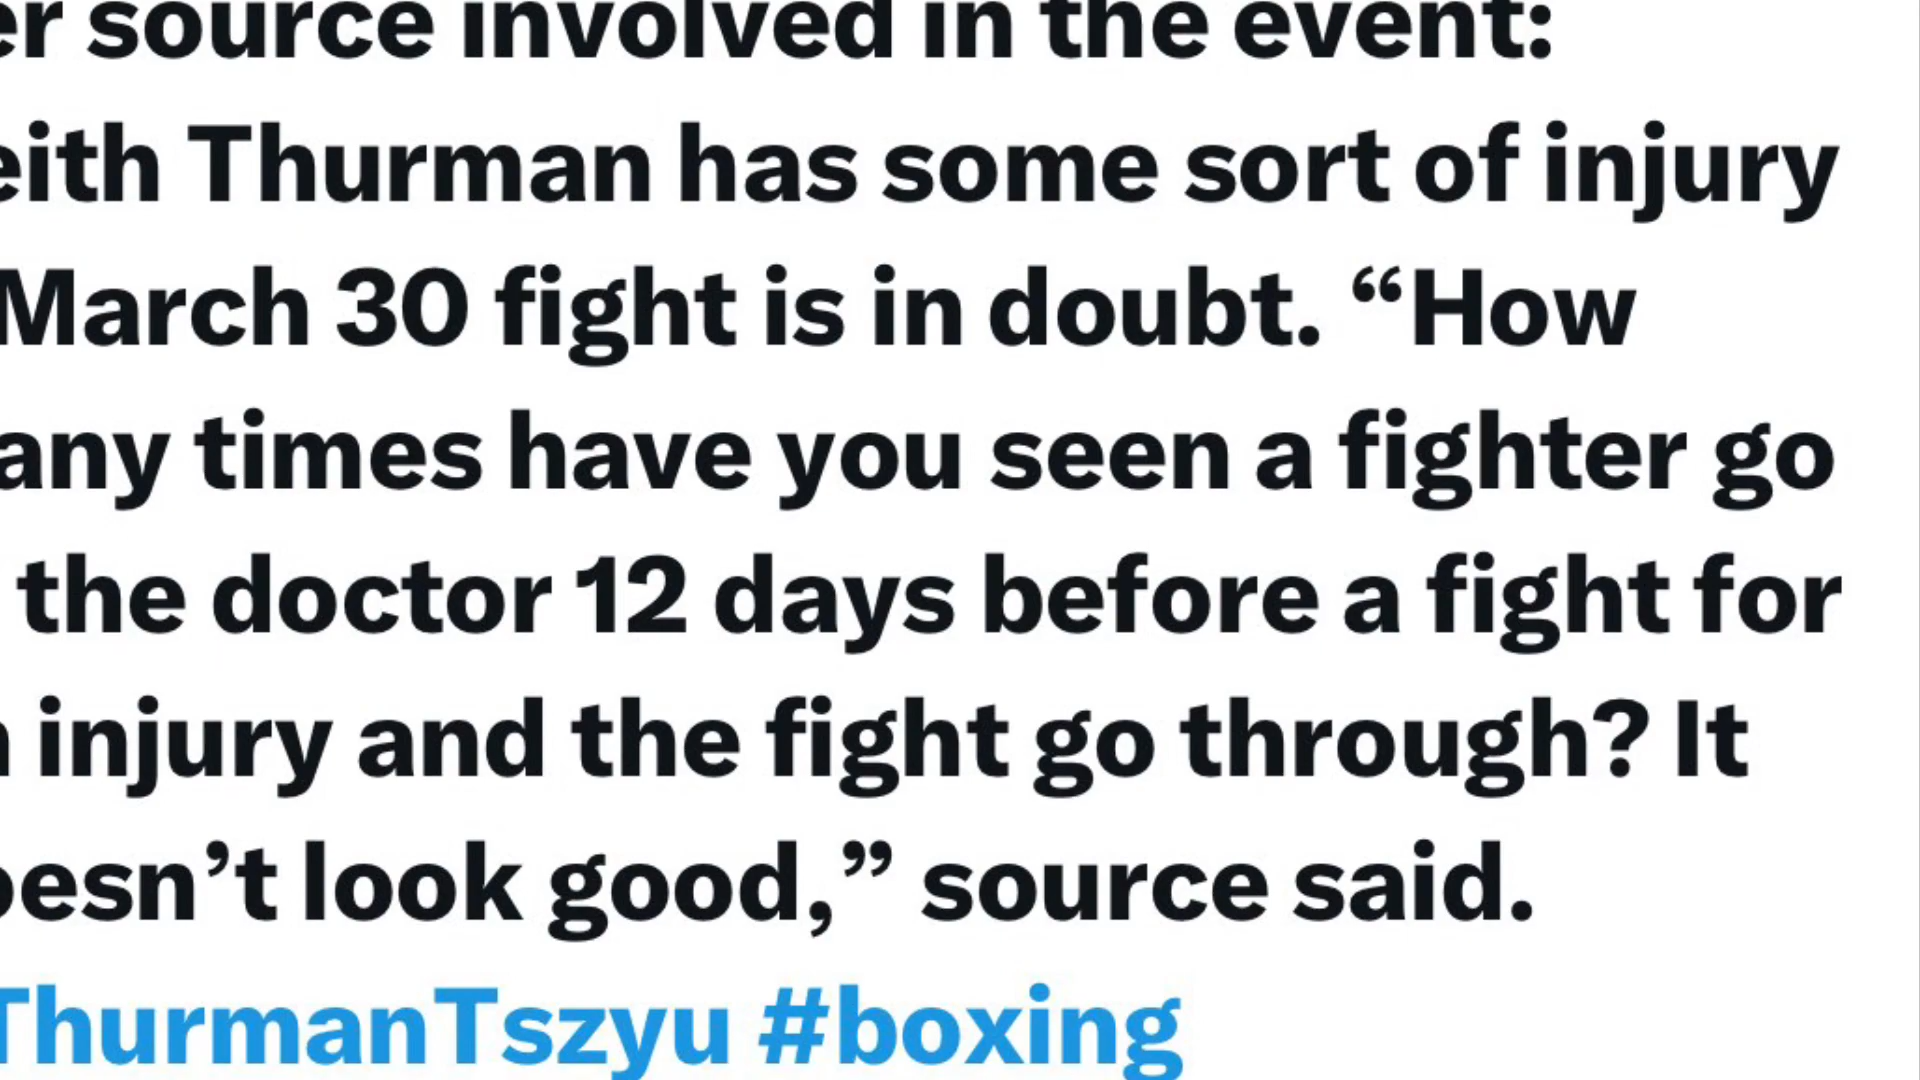 er source involved in the event:
eith Thurman has some sort of injury
March 30 fight is in doubt. “How
any times have you seen a fighter go
the doctor 12 days before a fight for
injury and the fight go through? It
oesn’t look good,” source said.
ThurmanTszyu #boxing